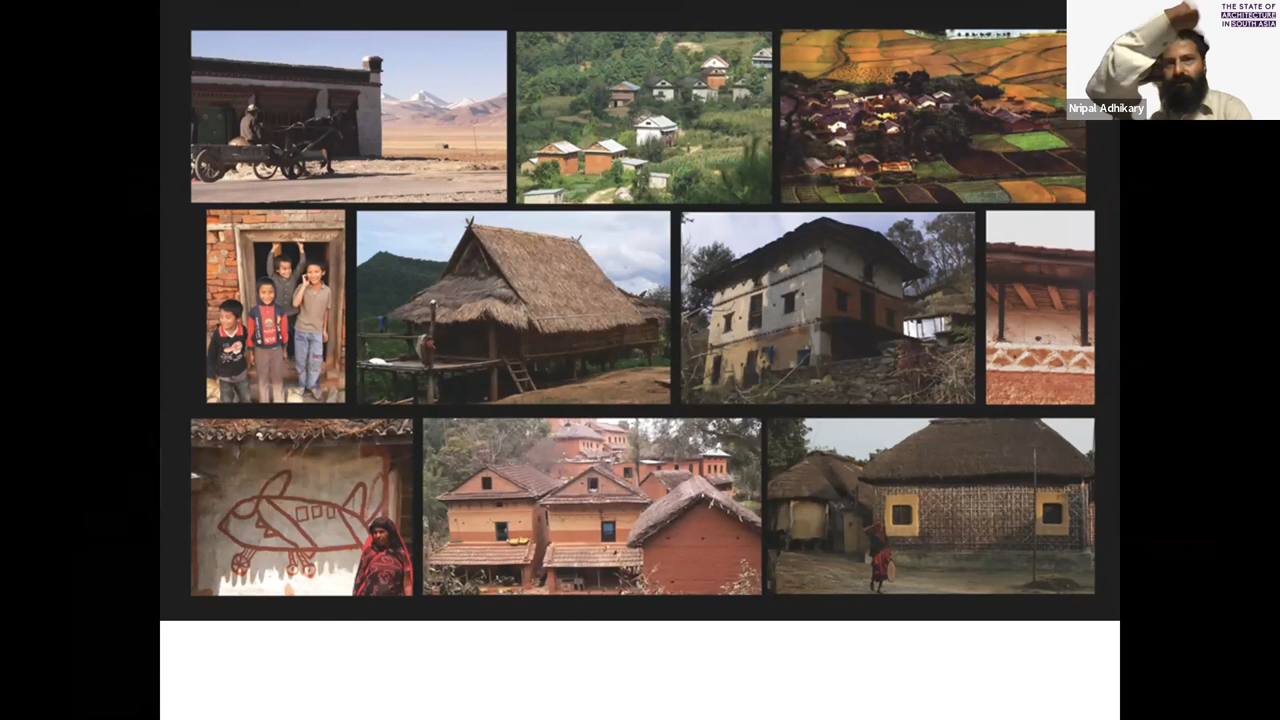 THE STATE OF
ARCHITECTURE
IN SOUTH ASIA
Nripal Adhikary